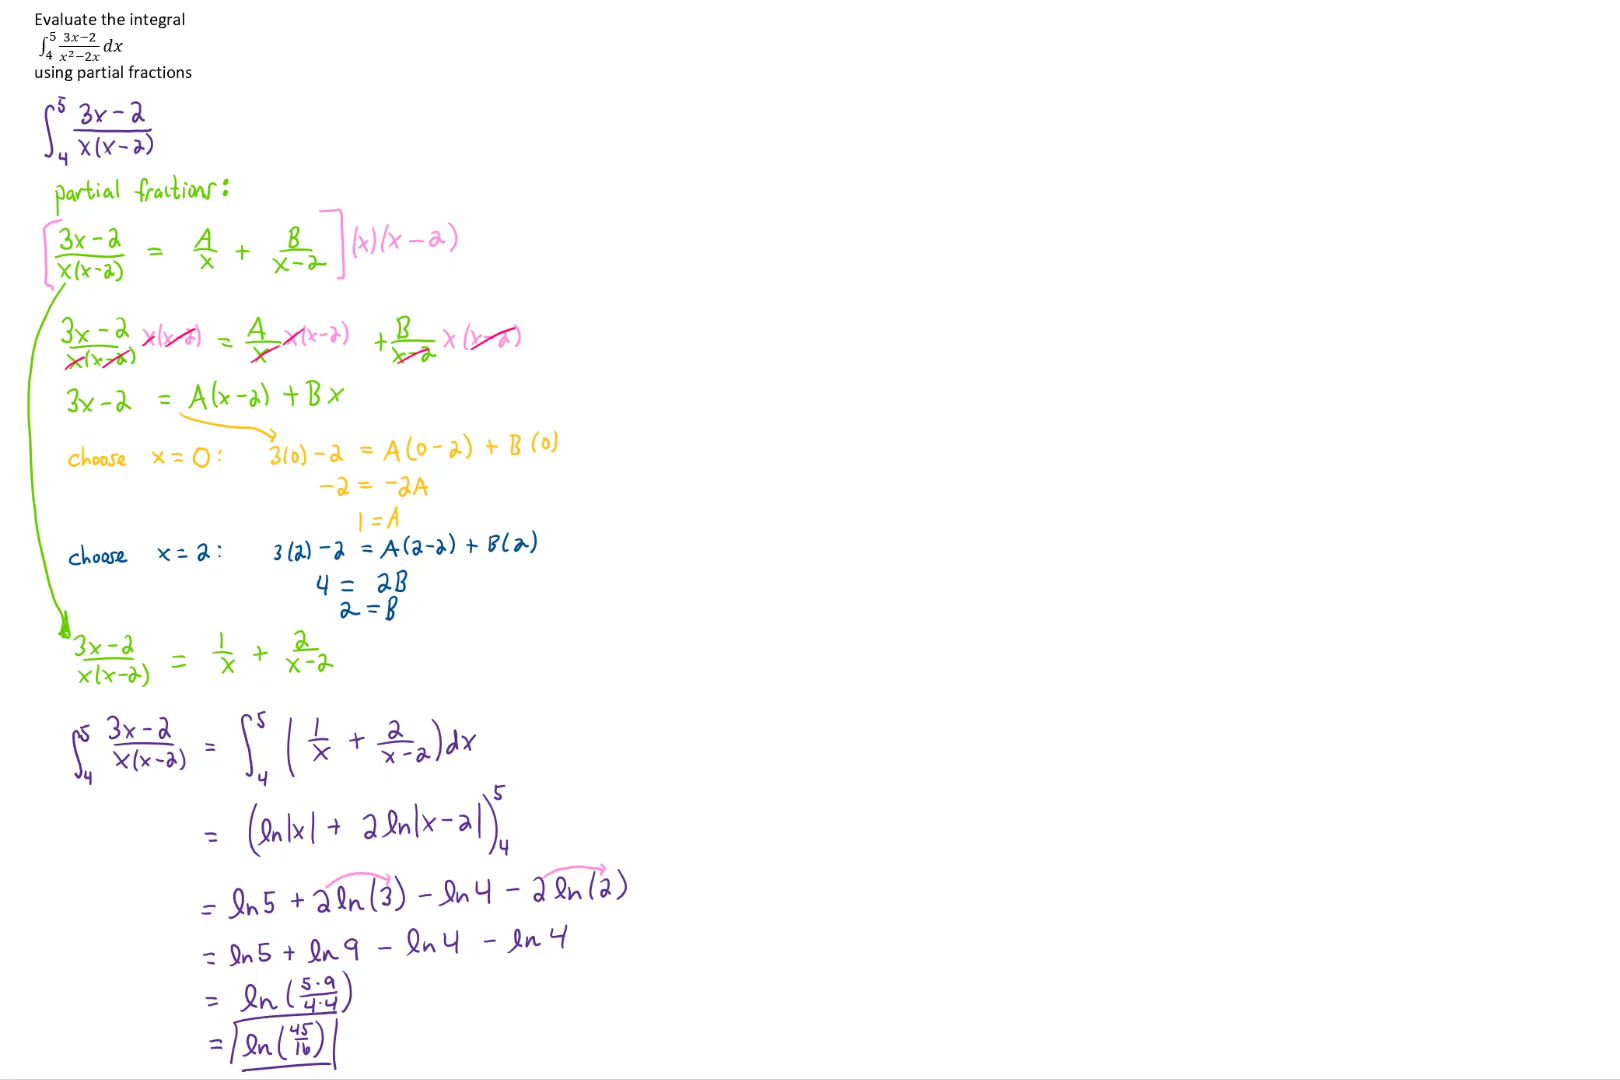 Evaluate the integral
∫₄⁵ (3x−2)/(x²−2x) dx
using partial fractions
∫₄⁵ (3x−2)/(x(x−2))
partial fractions:
[(3x−2)/(x(x−2)) = A/x + B/(x−2)] (x)(x−2)
(3x−2)/(x(x−2)) x(x−2) = A/x x(x−2) + B/(x−2) x(x−2)
3x−2 = A(x−2) + Bx
choose x=0: 3(0)−2 = A(0−2) + B(0)
−2 = −2A
1 = A
choose x=2: 3(2)−2 = A(2−2) + B(2)
4 = 2B
2 = B
(3x−2)/(x(x−2)) = 1/x + 2/(x−2)
∫₄⁵ (3x−2)/(x(x−2)) = ∫₄⁵ (1/x + 2/(x−2)) dx
= (ln|x| + 2ln|x−2|)₄⁵
= ln5 + 2ln(3) − ln4 − 2ln(2)
= ln5 + ln9 − ln4 − ln4
= ln(5·9/4·4)
= ln(45/16)